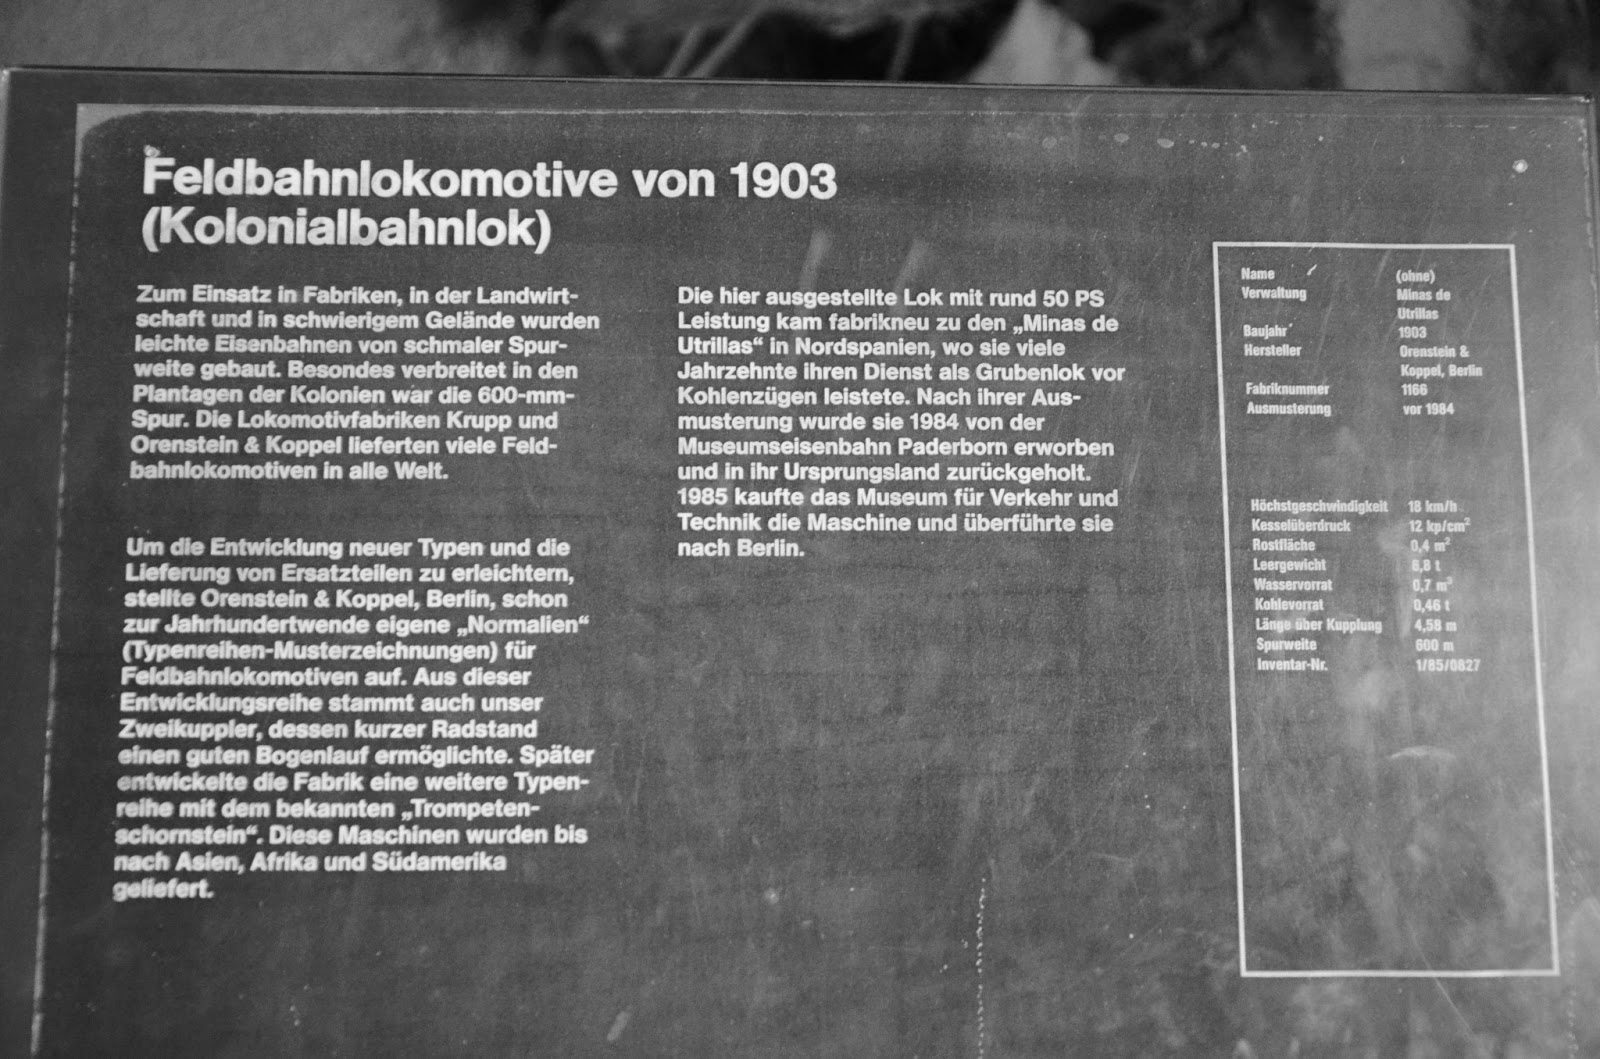 Feldbahnlokomotive von 1903
(Kolonialbahnlok)
Zum Einsatz in Fabriken, in der Landwirt-
schaft und in schwierigem Gelände wurden
leichte Eisenbahnen von schmaler Spur-
weite gebaut. Besondes verbreitet in den
Plantagen der Kolonien war die 600-mm-
Spur. Die Lokomotivfabriken Krupp und
Orenstein & Koppel lieferten viele Feld-
bahnlokomotiven in alle Welt.
Um die Entwicklung neuer Typen und die
Lieferung von Ersatzteilen zu erleichtern,
stellte Orenstein & Koppel, Berlin, schon
zur Jahrhundertwende eigene „Normalien“
(Typenreihen-Musterzeichnungen) für
Feldbahnlokomotiven auf. Aus dieser
Entwicklungsreihe stammt auch unser
Zweikuppler, dessen kurzer Radstand
einen guten Bogenlauf ermöglichte. Später
entwickelte die Fabrik eine weitere Typen-
reihe mit dem bekannten „Trompeten-
schornstein“. Diese Maschinen wurden bis
nach Asien, Afrika und Südamerika
geliefert.
Die hier ausgestellte Lok mit rund 50 PS
Leistung kam fabrikneu zu den „Minas de
Utrillas“ in Nordspanien, wo sie viele
Jahrzehnte ihren Dienst als Grubenlok vor
Kohlenzügen leistete. Nach ihrer Aus-
musterung wurde sie 1984 von der
Museumseisenbahn Paderborn erworben
und in ihr Ursprungsland zurückgeholt.
1985 kaufte das Museum für Verkehr und
Technik die Maschine und überführte sie
nach Berlin.
Name (ohne)
Verwaltung Minas de
Utrillas
Baujahr 1903
Hersteller Orenstein &
Koppel, Berlin
Fabriknummer 1166
Ausmusterung vor 1984
Höchstgeschwindigkeit 18 km/h
Kesselüberdruck 12 kp/cm²
Rostfläche 0,4 m²
Leergewicht t
Wasservorrat 0,7 m³
Kohlevorrat 0,46 t
Länge über Kupplung 4,58 m
Spurweite 600 m
Inventar-Nr. 1/85/0827